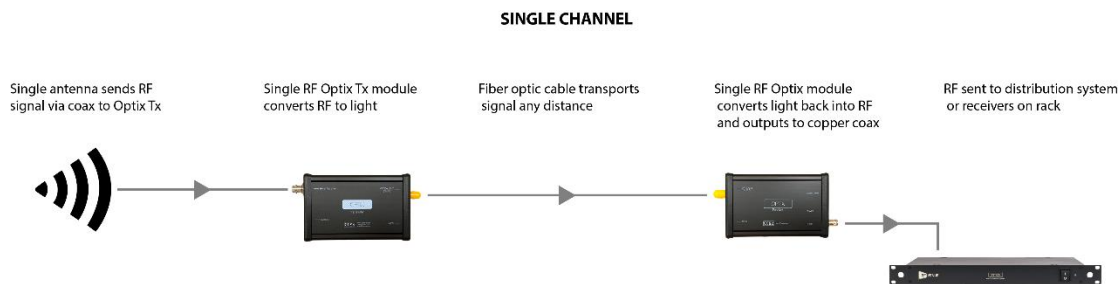 SINGLE CHANNEL
Single antenna sends RF
signal via coax to Optix Tx
Single RF Optix Tx module
converts RF to light
Fiber optic cable transports
signal any distance
Single RF Optix module
converts light back into RF
and outputs to copper coax
RF sent to distribution system
or receivers on rack